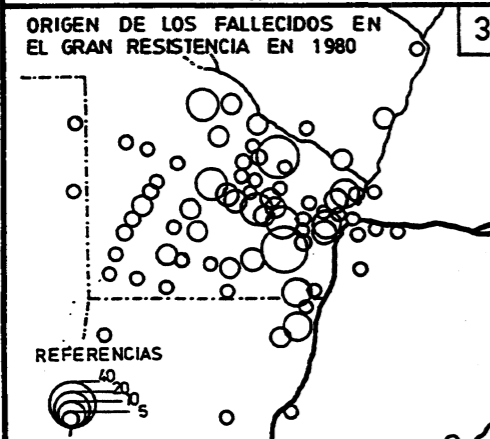 ORIGEN DE LOS FALLECIDOS EN
EL GRAN RESISTENCIA EN 1980
3
REFERENCIAS
40
20
10
5